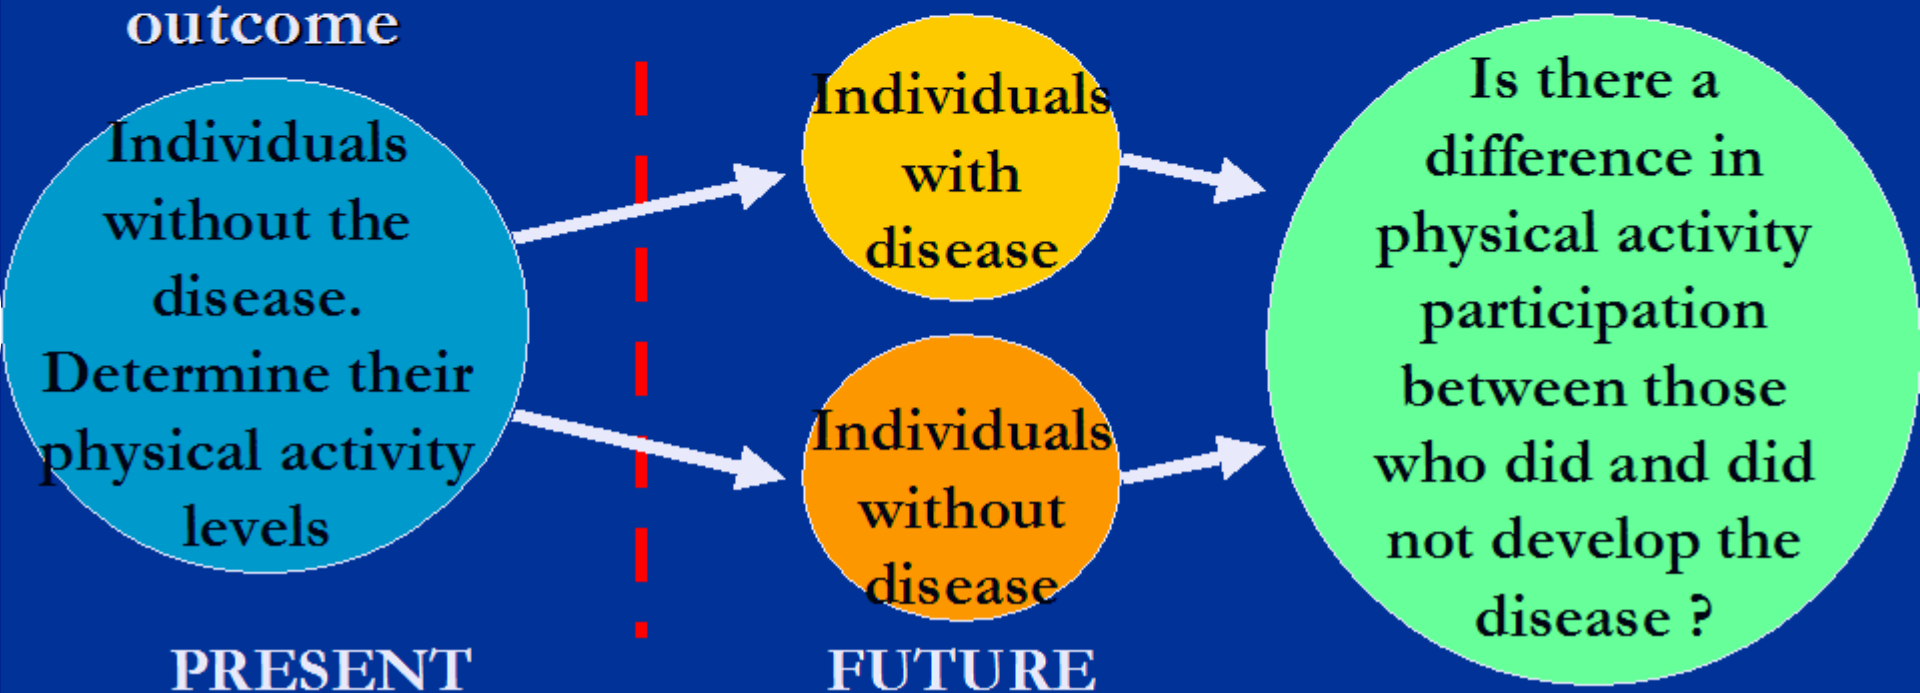 outcome
Individuals
without the
disease.
Determine their
physical activity
levels
PRESENT
Individuals
with
disease
Individuals
without
disease
FUTURE
Is there a
difference in
physical activity
participation
between those
who did and did
not develop the
disease ?